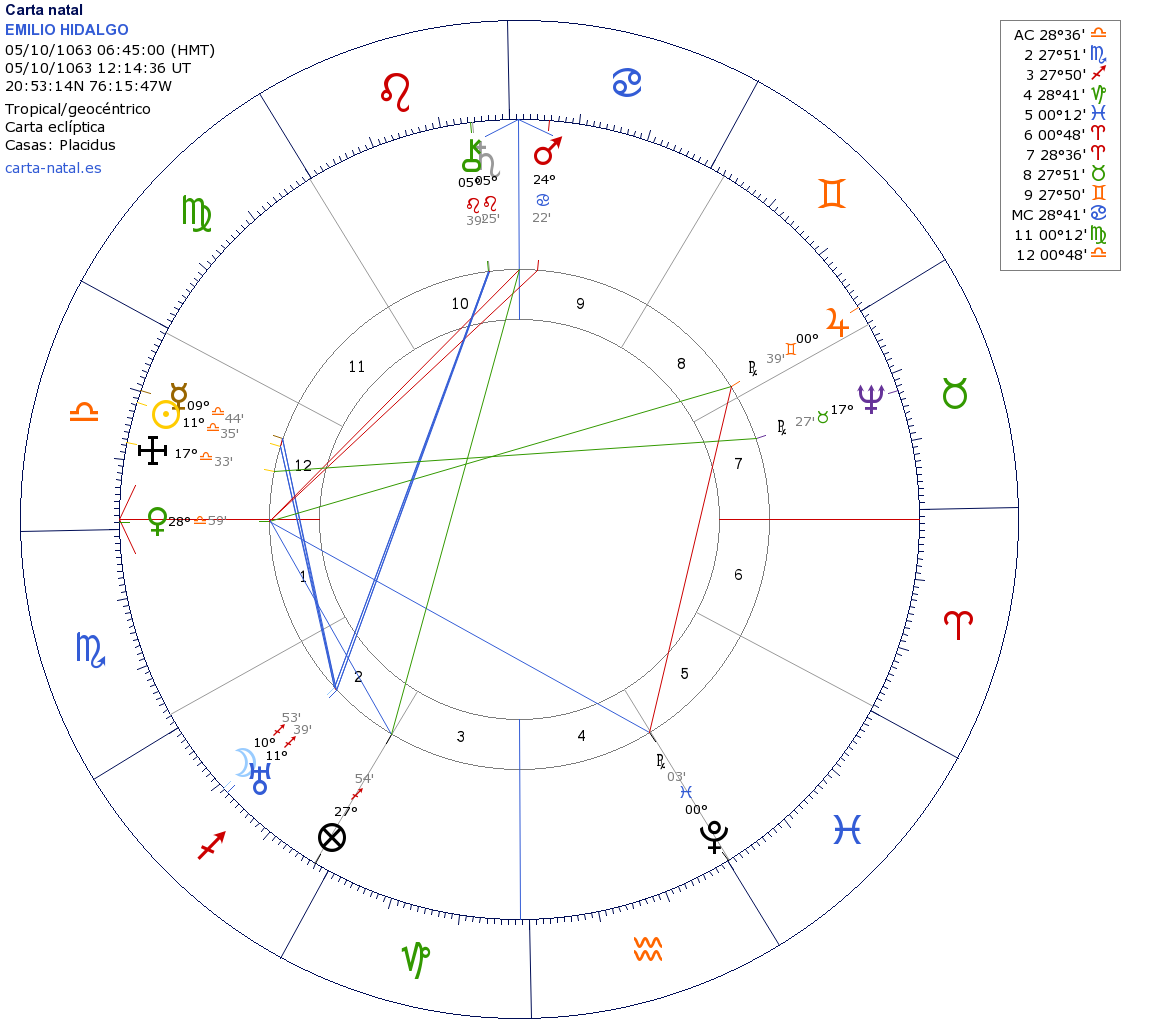 Carta natal
EMILIO HIDALGO
05/10/1063 06:45:00 (HMT)
05/10/1063 12:14:36 UT
20:53:14N 76:15:47W
Tropical/geocéntrico
Carta eclíptica
Casas: Placidus
carta-natal.es
AC 28°36' ♎
2 27°51' ♏
3 27°50' ♐
4 28°41' ♑
5 00°12' ♓
6 00°48' ♈
7 28°36' ♈
8 27°51' ♉
9 27°50' ♊
MC 28°41' ♋
11 00°12' ♍
12 00°48' ♎
♌
♋
♍
♊
♎
♉
♏
♈
♐
♓
♑
♒
⚷ 05° ♌ 39'
♄ 05° ♌ 25'
♂ 24° ♋ 22'
♃ 00° ♊ 39' ℞
♆ 17° ♉ 27' ℞
☿ 09° ♎ 44'
☉ 11° ♎ 35'
17° ♎ 33'
♀ 28° ♎ 59'
☽ 10° ♐ 53'
♅ 11° ♐ 39'
⊗ 27° ♐ 54'
♇ 00° ♓ 03' ℞
10
9
11
8
12
7
1
6
2
5
3
4